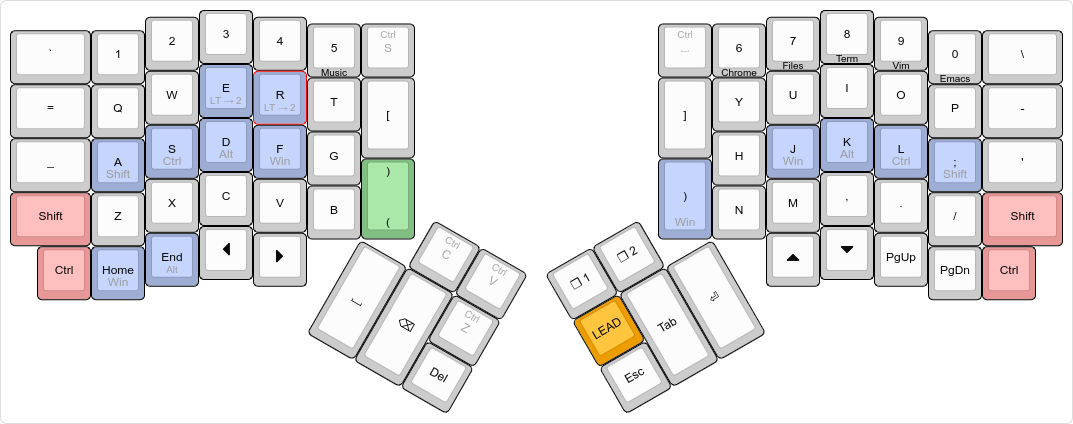 `
1
2
3
4
5
Music
Ctrl
S
=
Q
W
E
LT → 2
R
LT → 2
T
[
_
A
Shift
S
Ctrl
D
Alt
F
Win
G
)
(
Shift
Z
X
C
V
B
Ctrl
Home
Win
End
Alt
Ctrl
C
Ctrl
V
Ctrl
Z
Del
Ctrl
6
Chrome
7
Files
8
Term
9
Vim
0
Emacs
\
]
Y
U
I
O
P
-
)
Win
H
J
Win
K
Alt
L
Ctrl
;
Shift
'
N
M
,
.
/
Shift
PgUp
PgDn
Ctrl
1
2
LEAD
Tab
Esc